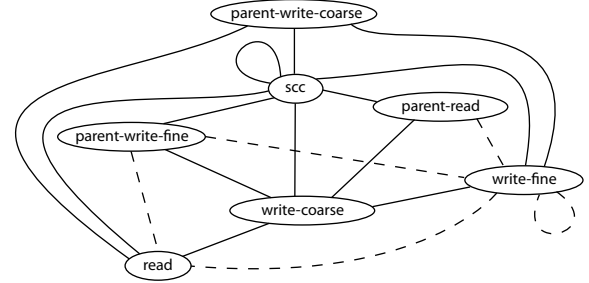 parent-write-coarse
scc
parent-read
parent-write-fine
write-fine
write-coarse
read